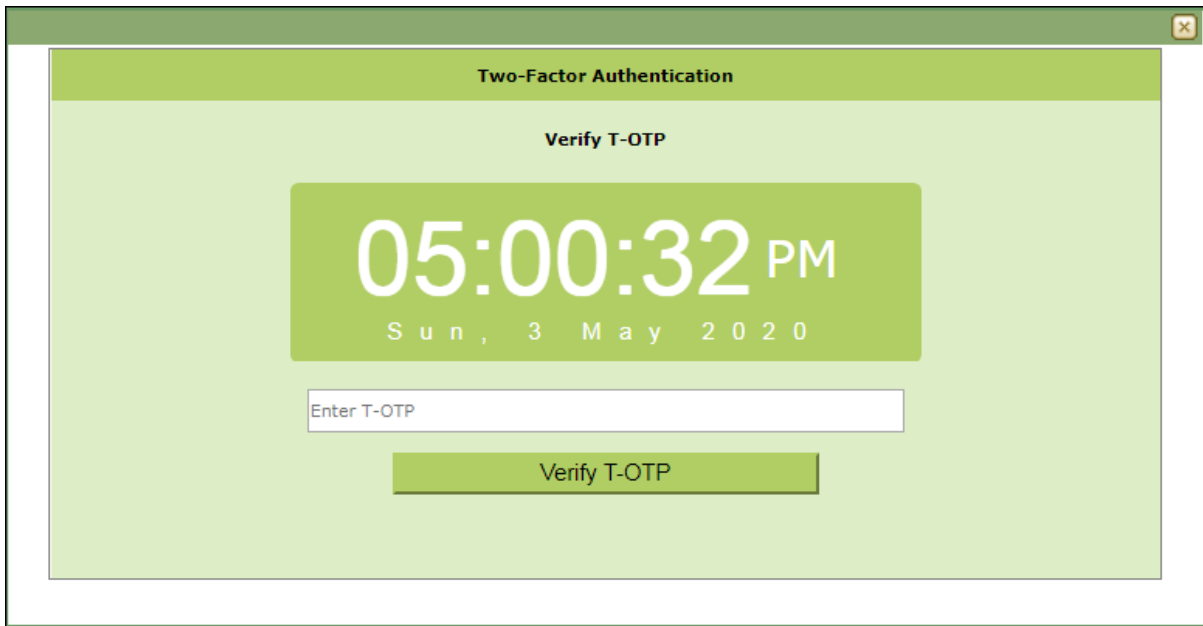 Two-Factor Authentication
Verify T-OTP
05:00:32 PM
Sun, 3 May 2020
Enter T-OTP
Verify T-OTP